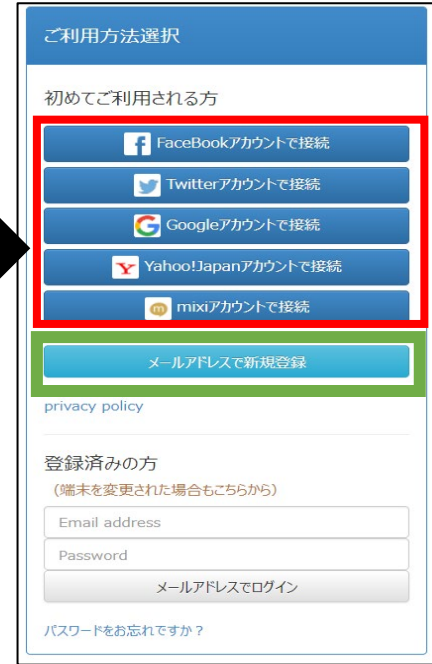 ご利用方法選択
初めてご利用される方
FaceBookアカウントで接続
Twitterアカウントで接続
Googleアカウントで接続
Yahoo!Japanアカウントで接続
mixiアカウントで接続
メールアドレスで新規登録
privacy policy
登録済みの方
（端末を変更された場合もこちらから）
Email address
Password
メールアドレスでログイン
パスワードをお忘れですか？